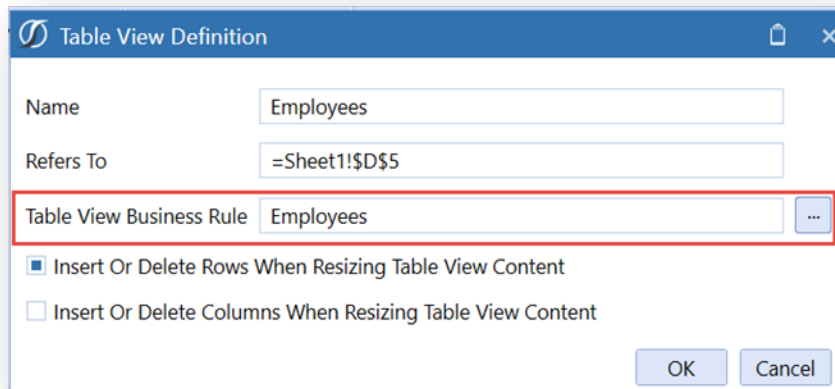 Table View Definition
Name Employees
Refers To =Sheet1!$D$5
Table View Business Rule Employees ...
Insert Or Delete Rows When Resizing Table View Content
Insert Or Delete Columns When Resizing Table View Content
OK Cancel